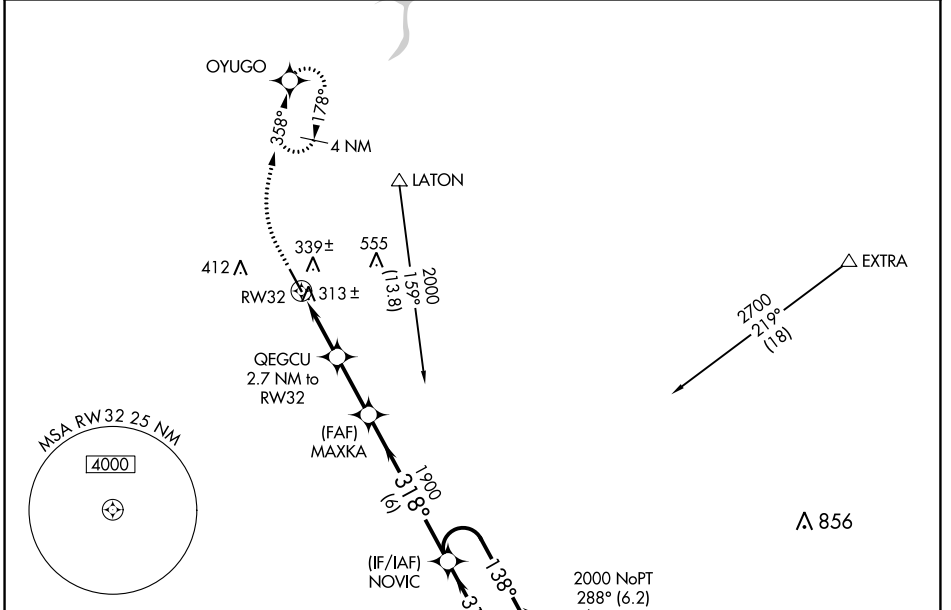 OYUGO
358°
178°
4 NM
LATON
2000
159°
(13.8)
555
339±
412
RW32
313±
EXTRA
2700
219°
(18)
QEGCU
2.7 NM to
RW32
(FAF)
MAXKA
1900
318°
(6)
MSA RW32 25 NM
4000
856
(IF/IAF)
NOVIC
138°
2000 NoPT
288° (6.2)